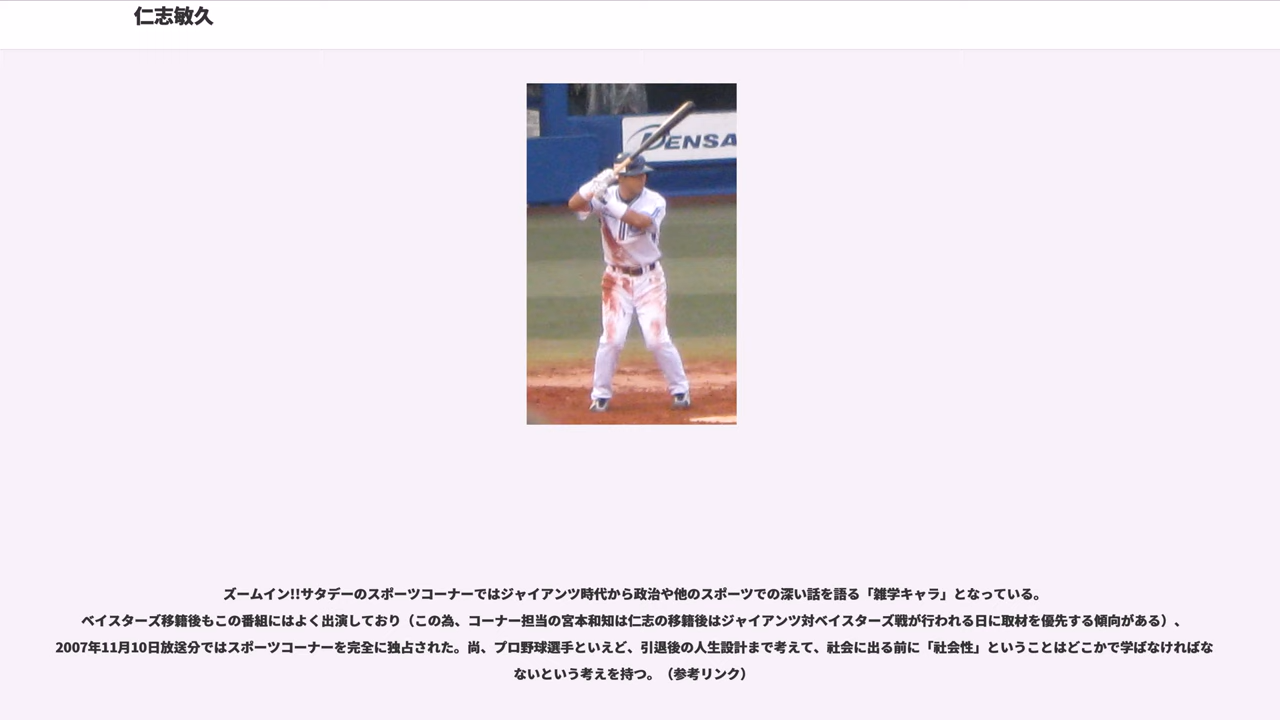 仁志敏久
DENSA
ズームイン!!サタデーのスポーツコーナーではジャイアンツ時代から政治や他のスポーツでの深い話を語る「雑学キャラ」となっている。
ベイスターズ移籍後もこの番組にはよく出演しており（この為、コーナー担当の宮本和知は仁志の移籍後はジャイアンツ対ベイスターズ戦が行われる日に取材を優先する傾向がある）、
2007年11月10日放送分ではスポーツコーナーを完全に独占された。尚、プロ野球選手といえど、引退後の人生設計まで考えて、社会に出る前に「社会性」ということはどこかで学ばなければな
ないという考えを持つ。（参考リンク）